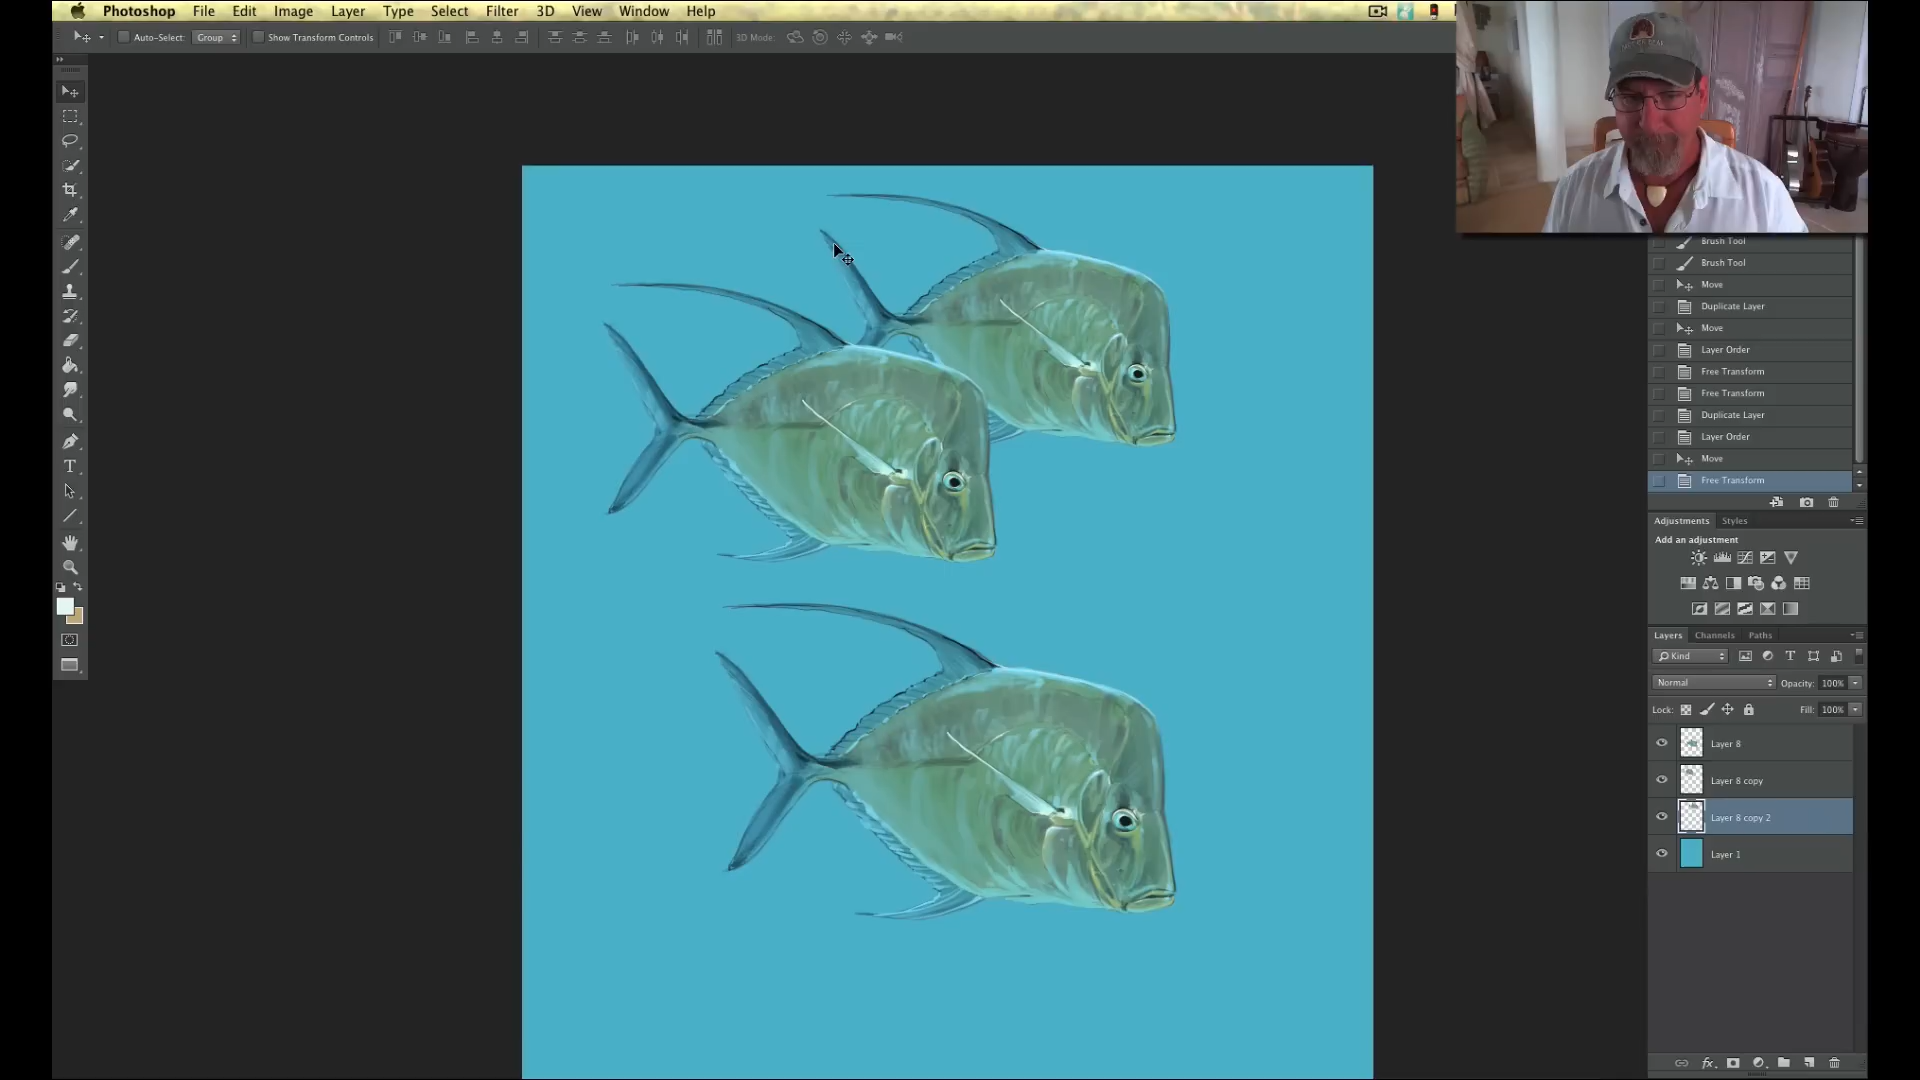 Photoshop File Edit Image Layer Type Select Filter 3D View Window Help
Auto-Select: Group Show Transform Controls 3D Mode:
Brush Tool
Brush Tool
Move
Duplicate Layer
Move
Layer Order
Free Transform
Free Transform
Duplicate Layer
Layer Order
Move
Free Transform
Adjustments Styles
Add an adjustment
Layers Channels Paths
Kind
Normal Opacity: 100%
Lock: Fill: 100%
Layer 8
Layer 8 copy
Layer 8 copy 2
Layer 1